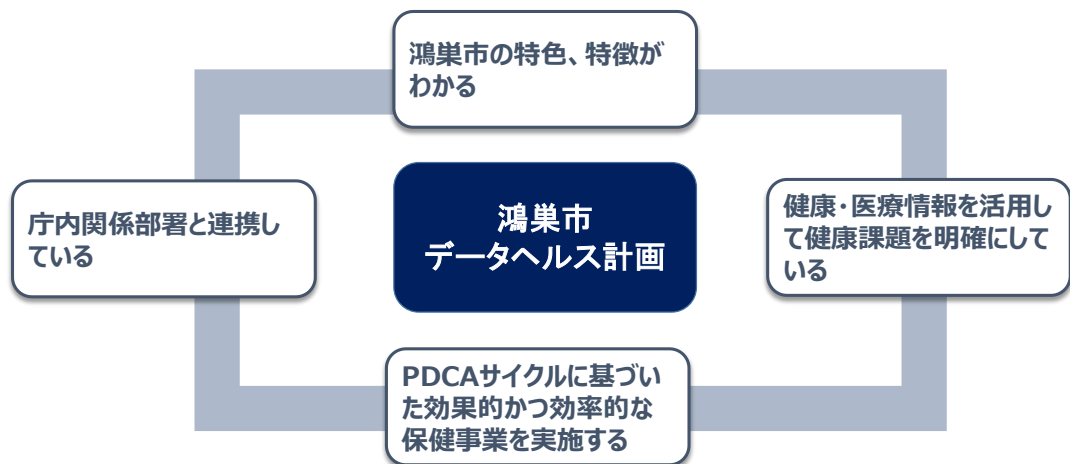 鴻巣市の特色、特徴が
わかる
庁内関係部署と連携し
ている
鴻巣市
データヘルス計画
健康・医療情報を活用し
て健康課題を明確にして
いる
PDCAサイクルに基づい
た効果的かつ効率的な
保健事業を実施する